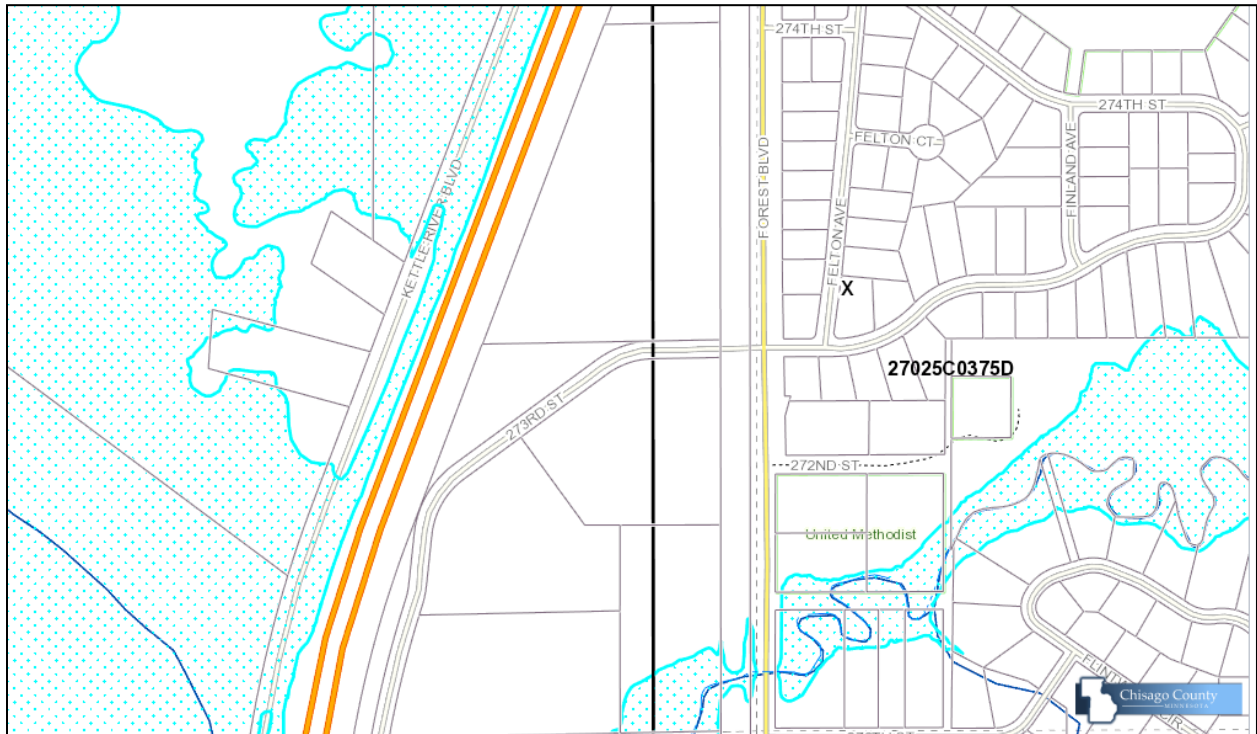 274TH ST
274TH ST
FELTON CT
FOREST BLVD
FINLAND AVE
KETTLE RIVER BLVD
FELTON AVE
X
27025C0375D
273RD ST
272ND ST
United Methodist
Chisago County
MINNESOTA